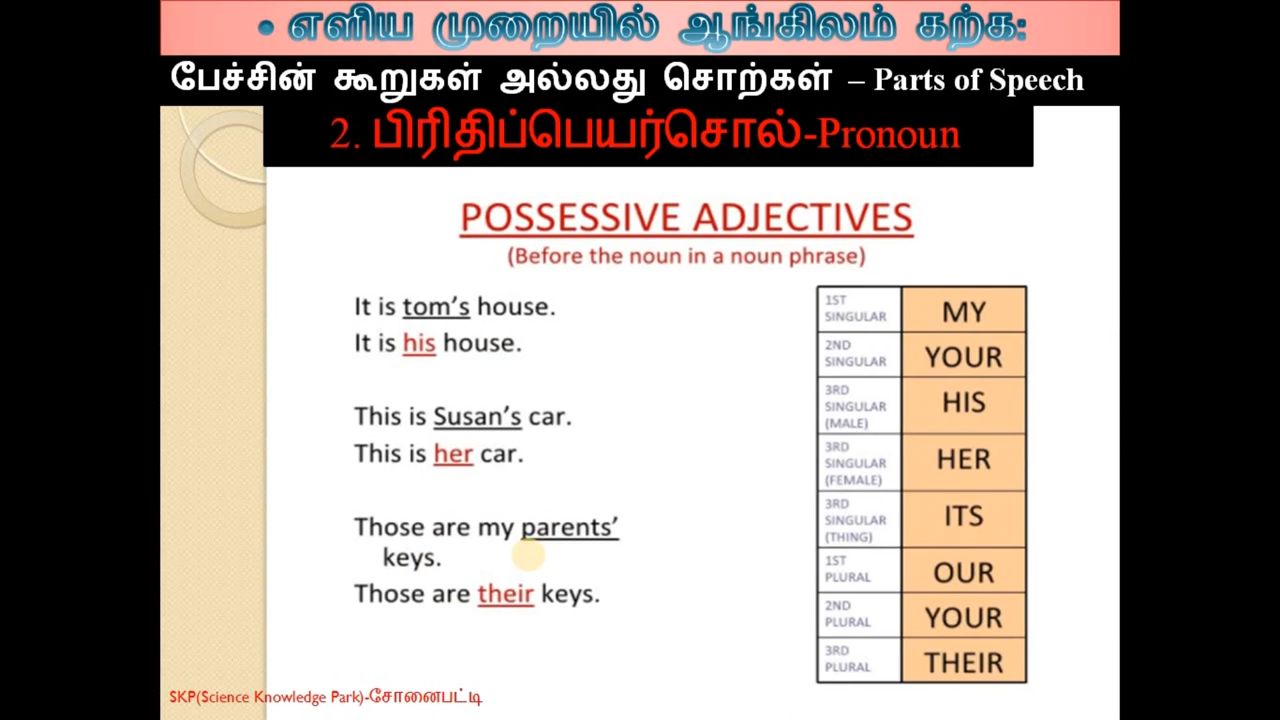 • எளிய முறையில் ஆங்கிலம் கற்க:
பேச்சின் கூறுகள் அல்லது சொற்கள் – Parts of Speech
2. பிரிதிப்பெயர்சொல்-Pronoun
POSSESSIVE ADJECTIVES
(Before the noun in a noun phrase)
It is tom's house.
It is his house.
This is Susan's car.
This is her car.
Those are my parents'
keys.
Those are their keys.
1ST
SINGULAR
MY
2ND
SINGULAR
YOUR
3RD
SINGULAR
(MALE)
HIS
3RD
SINGULAR
(FEMALE)
HER
3RD
SINGULAR
(THING)
ITS
1ST
PLURAL
OUR
2ND
PLURAL
YOUR
3RD
PLURAL
THEIR
SKP(Science Knowledge Park)-சோனைபட்டி